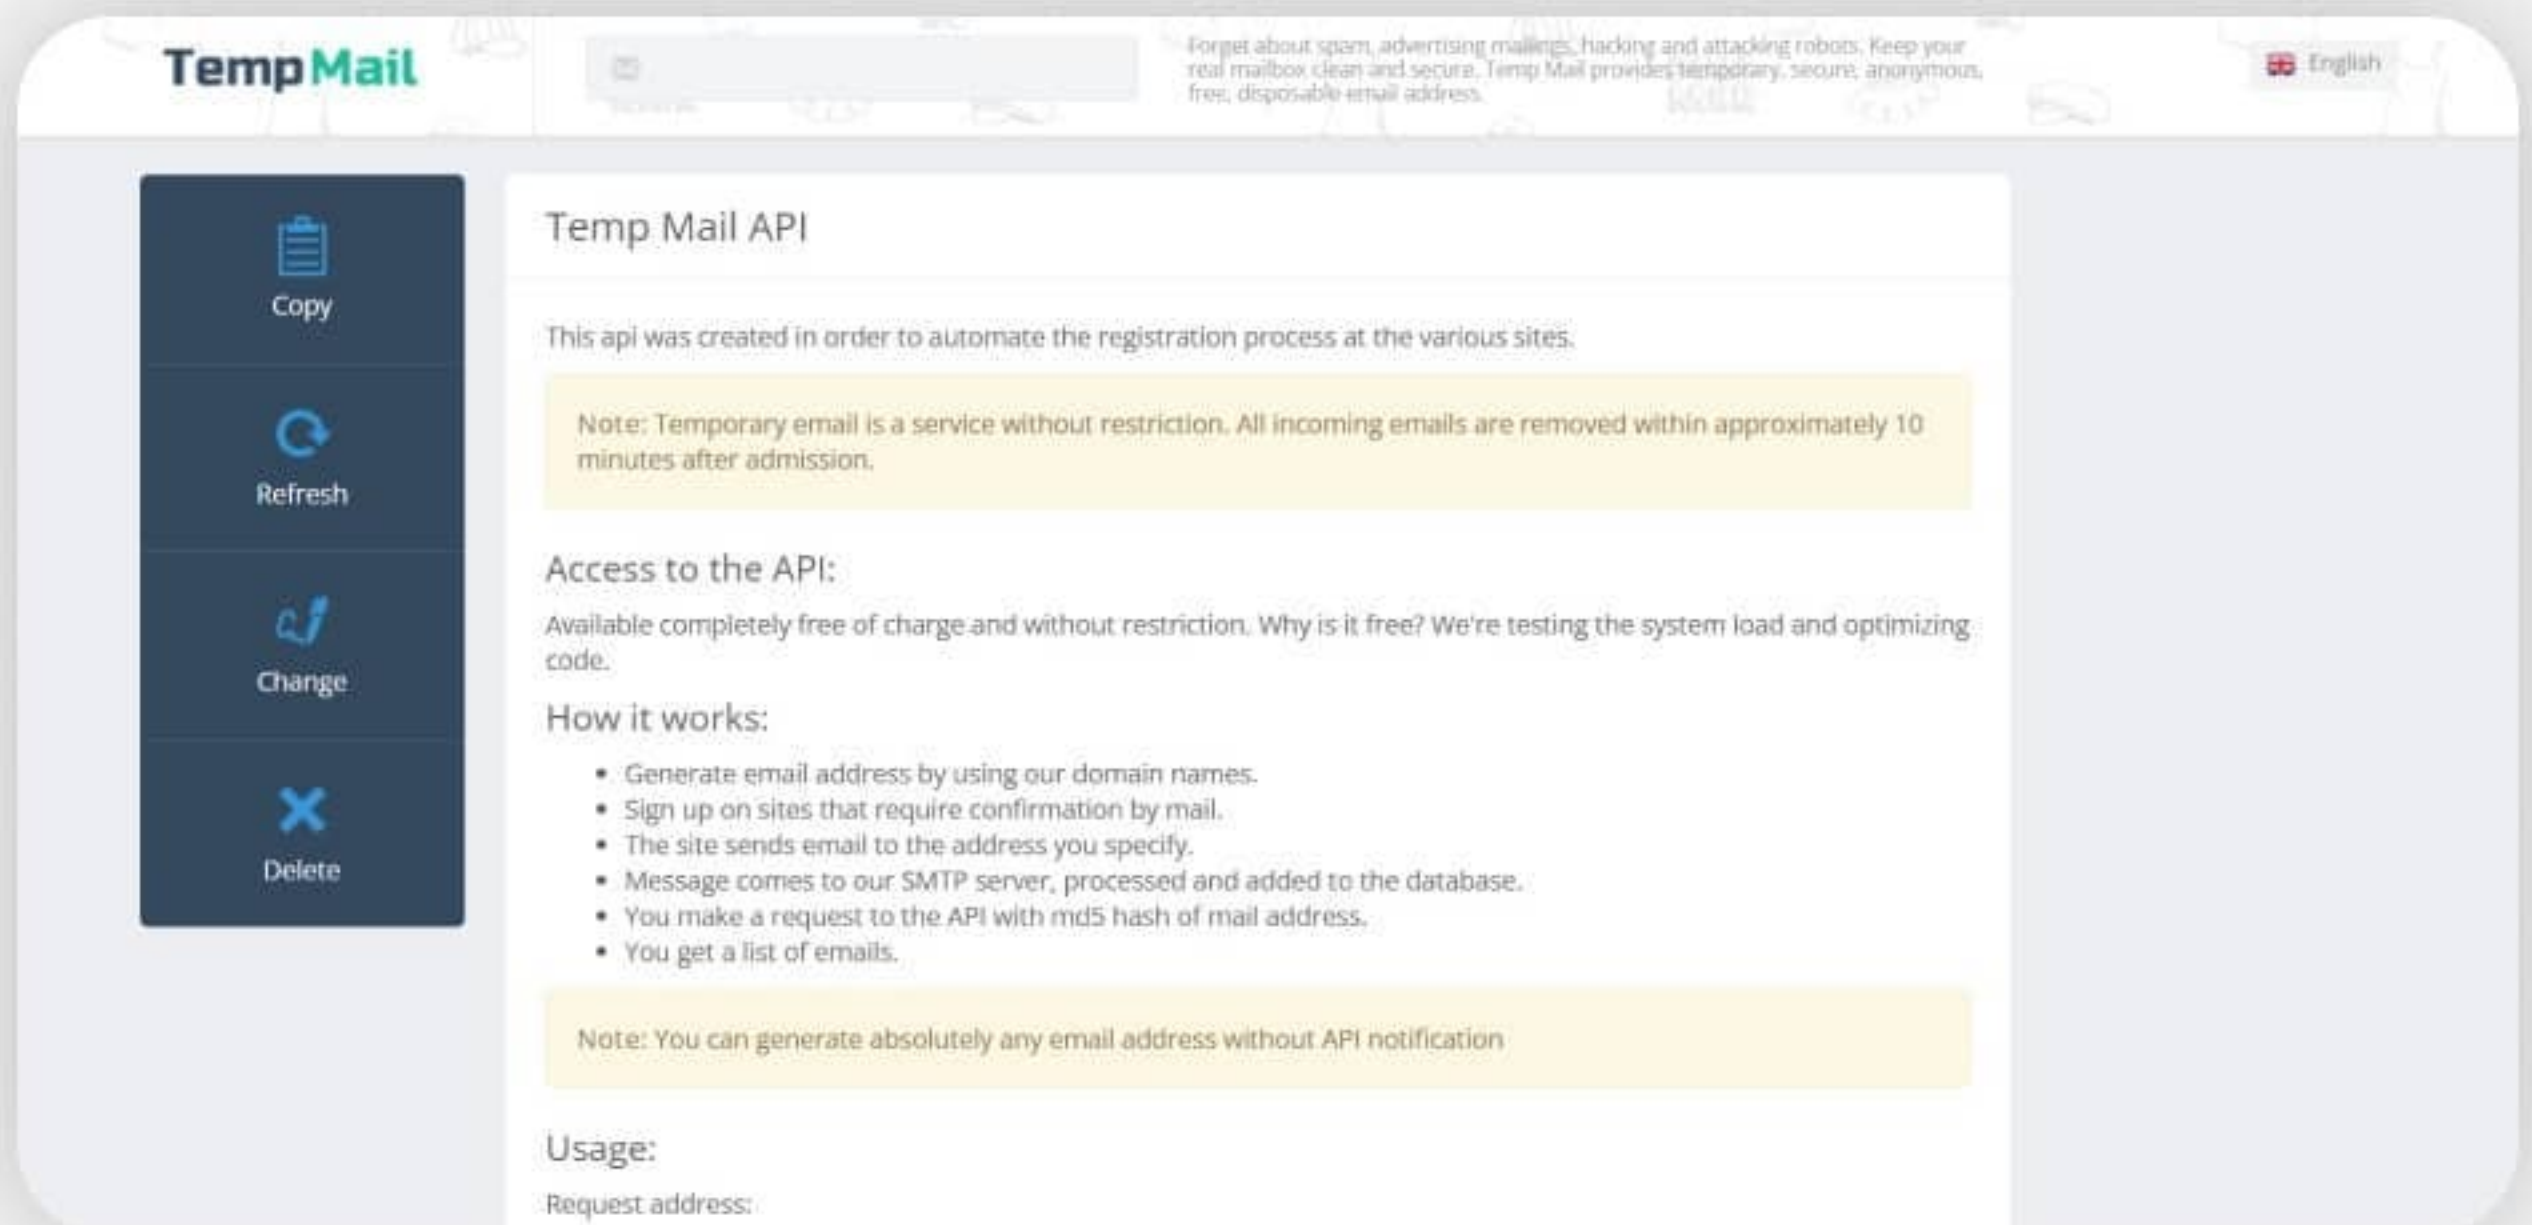 TempMail
Forget about spam, advertising mailings, hacking and attacking robots. Keep your
real mailbox clean and secure. Temp Mail provides temporary, secure, anonymous,
free, disposable email address.
English
Copy
Refresh
Change
Delete
Temp Mail API
This api was created in order to automate the registration process at the various sites.
Note: Temporary email is a service without restriction. All incoming emails are removed within approximately 10
minutes after admission.
Access to the API:
Available completely free of charge and without restriction. Why is it free? We're testing the system load and optimizing
code.
How it works:
• Generate email address by using our domain names.
• Sign up on sites that require confirmation by mail.
• The site sends email to the address you specify.
• Message comes to our SMTP server, processed and added to the database.
• You make a request to the API with md5 hash of mail address.
• You get a list of emails.
Note: You can generate absolutely any email address without API notification
Usage:
Request address: